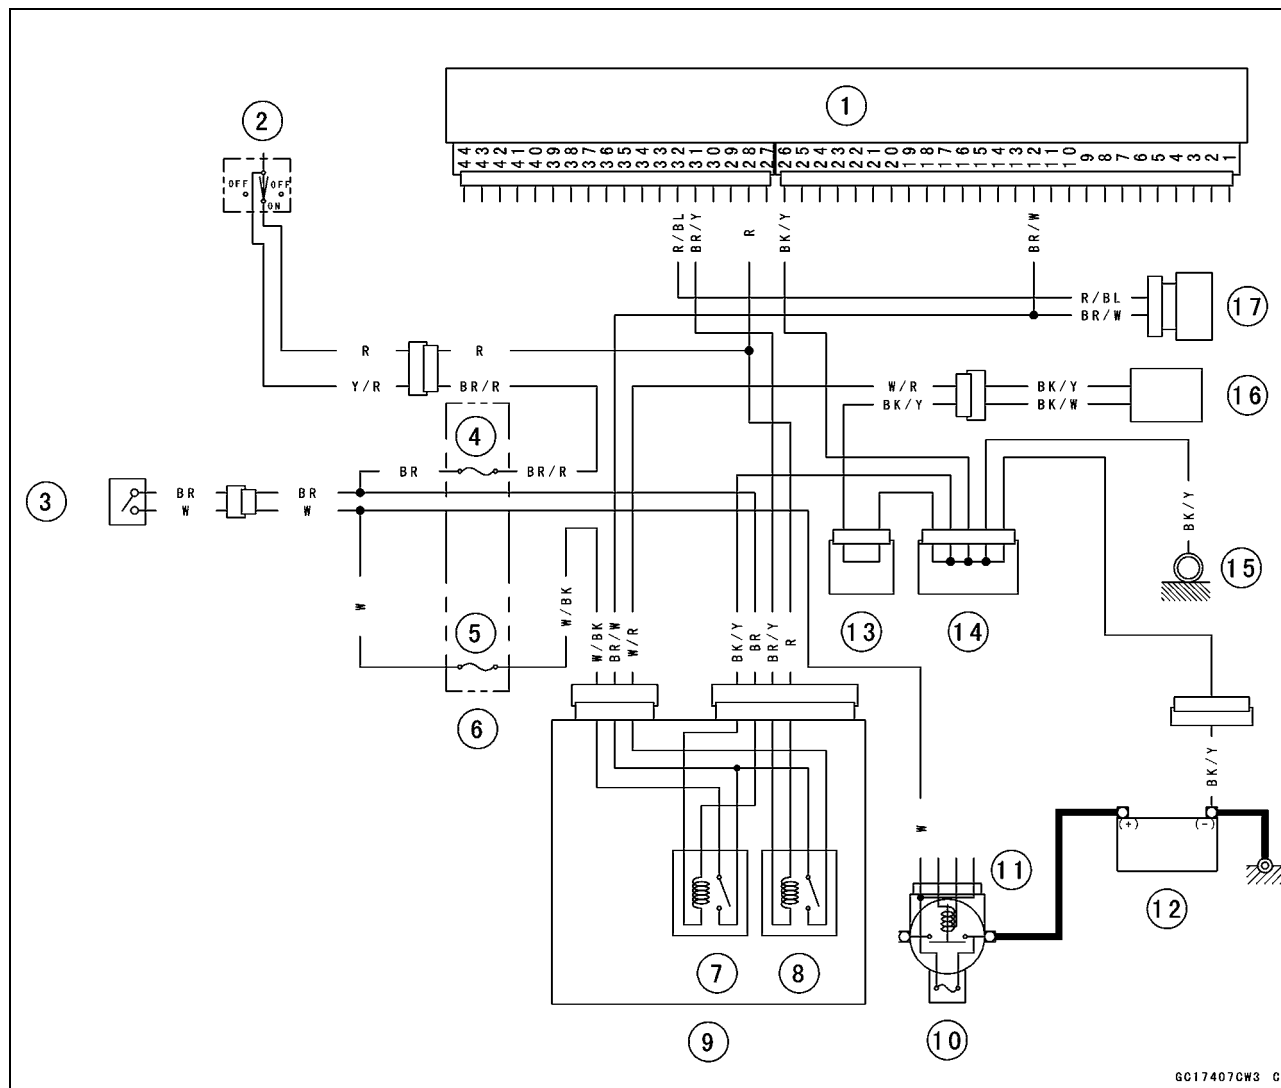 1
2
44 43 42 41 40 39 38 37 36 35 34 33 32 31 30 29 28 27 26 25 24 23 22 21 20 19 18 17 16 15 14 13 12 11 10 9 8 7 6 5 4 3 2 1
OFF OFF
ON
R/BL BR/Y R BK/Y BR/W
R/BL
BR/W
17
R R
Y/R BR/R
W/R BK/Y
BK/Y BK/W
16
4
BR BR/R
3
BR BR
W W
BK/Y
15
W
5
W/BK
W/BK BR/W W/R BK/Y BR BR/Y R
13 14
6
BK/Y
W
(+) (-)
11
12
7 8
9
10
GC17407CW3 C